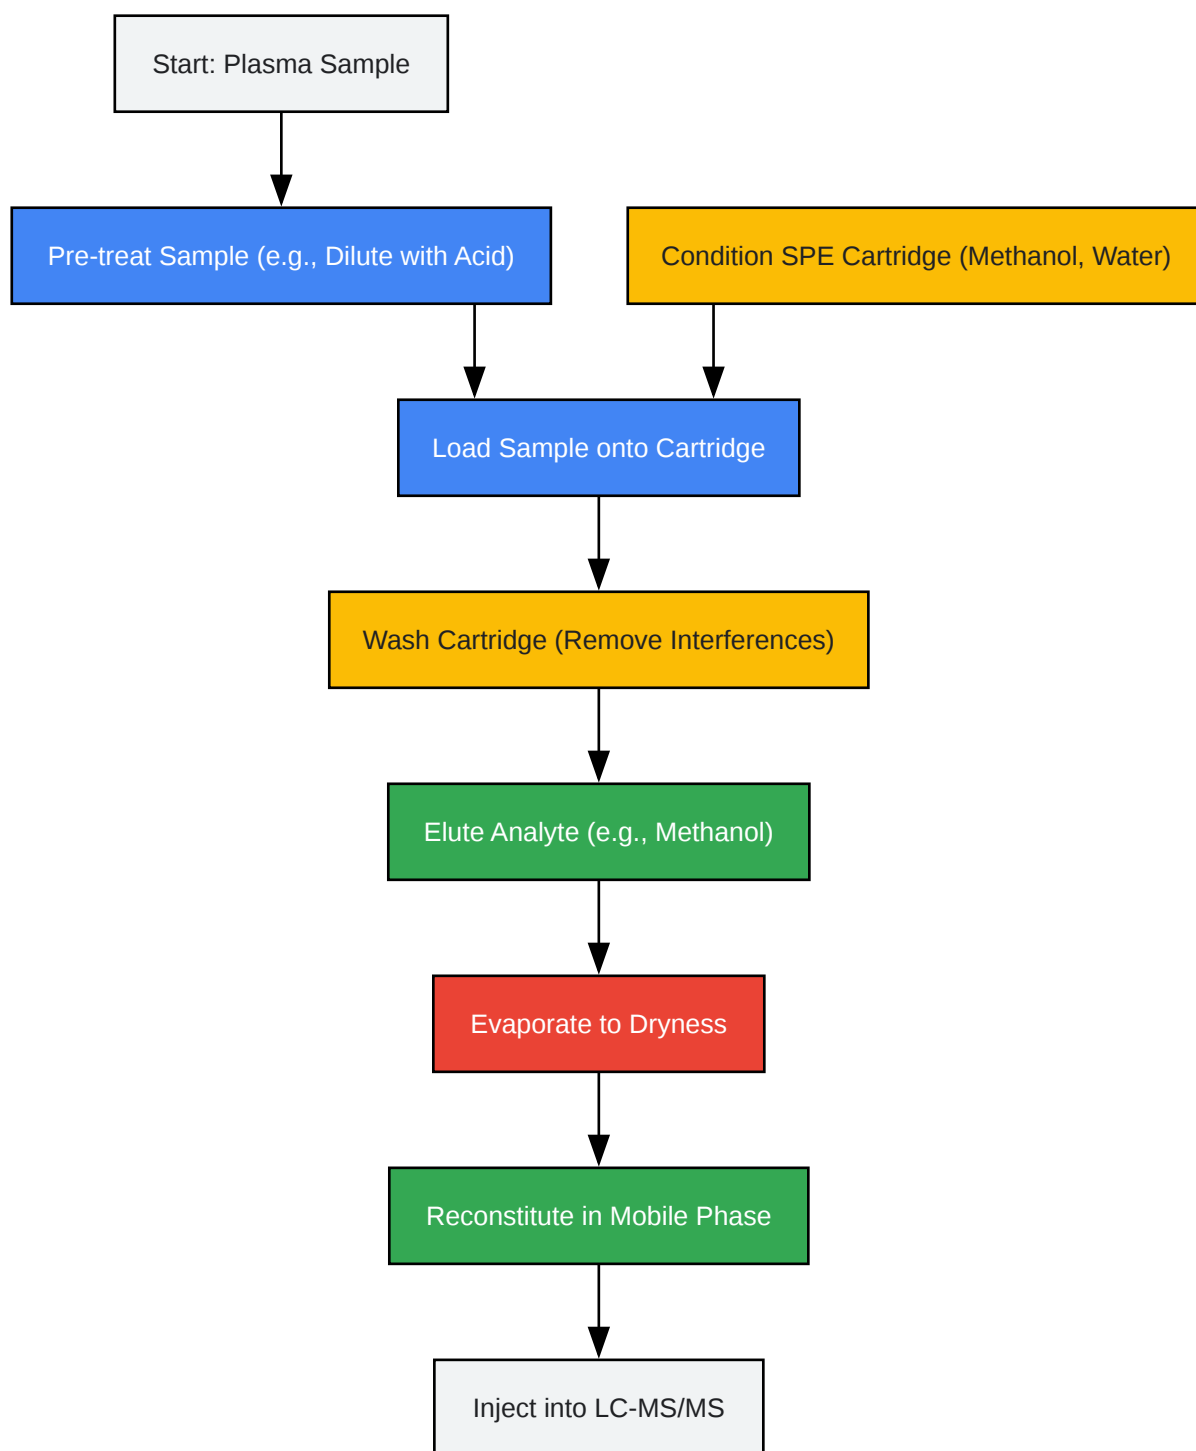 Start: Plasma Sample
Pre-treat Sample (e.g., Dilute with Acid)
Condition SPE Cartridge (Methanol, Water)
Load Sample onto Cartridge
Wash Cartridge (Remove Interferences)
Elute Analyte (e.g., Methanol)
Evaporate to Dryness
Reconstitute in Mobile Phase
Inject into LC-MS/MS